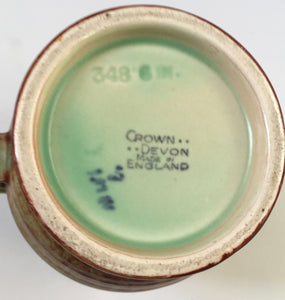 348 6 IN.
CROWN..
..DEVON
MADE IN
ENGLAND